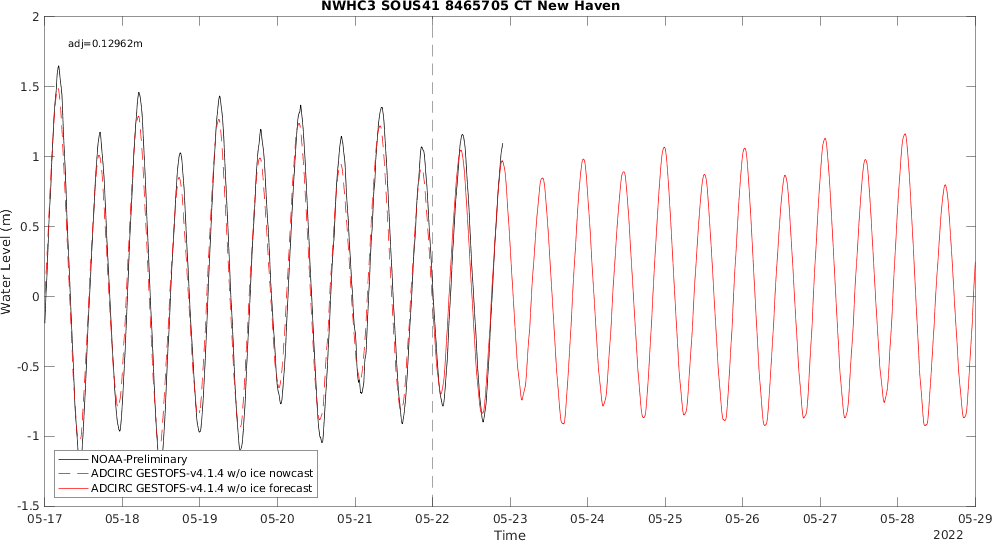 NWHC3 SOUS41 8465705 CT New Haven
adj=0.12962m
2
1.5
1
0.5
0
-0.5
-1
-1.5
Water Level (m)
NOAA-Preliminary
ADCIRC GESTOFS-v4.1.4 w/o ice nowcast
ADCIRC GESTOFS-v4.1.4 w/o ice forecast
05-17 05-18 05-19 05-20 05-21 05-22 05-23 05-24 05-25 05-26 05-27 05-28 05-29
Time
2022